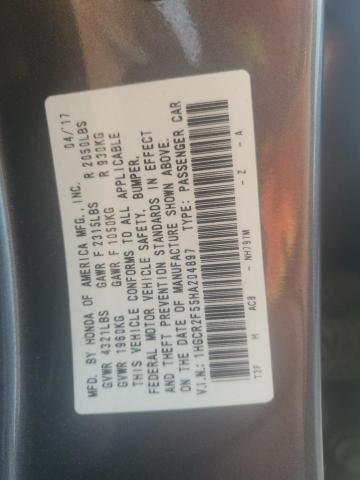 MFD. BY HONDA OF AMERICA MFG., INC. 04/'17
GVWR 4321LBS GAWR F 2315LBS R 2050LBS
GVWR 1960KG GAWR F 1050KG R 930KG
THIS VEHICLE CONFORMS TO ALL APPLICABLE
FEDERAL MOTOR VEHICLE SAFETY, BUMPER,
AND THEFT PREVENTION STANDARDS IN EFFECT
ON THE DATE OF MANUFACTURE SHOWN ABOVE.
V.I.N.: 1HGCR2F55HA204897 TYPE: PASSENGER CAR
T2F M AC8 - NH797M - Z - A